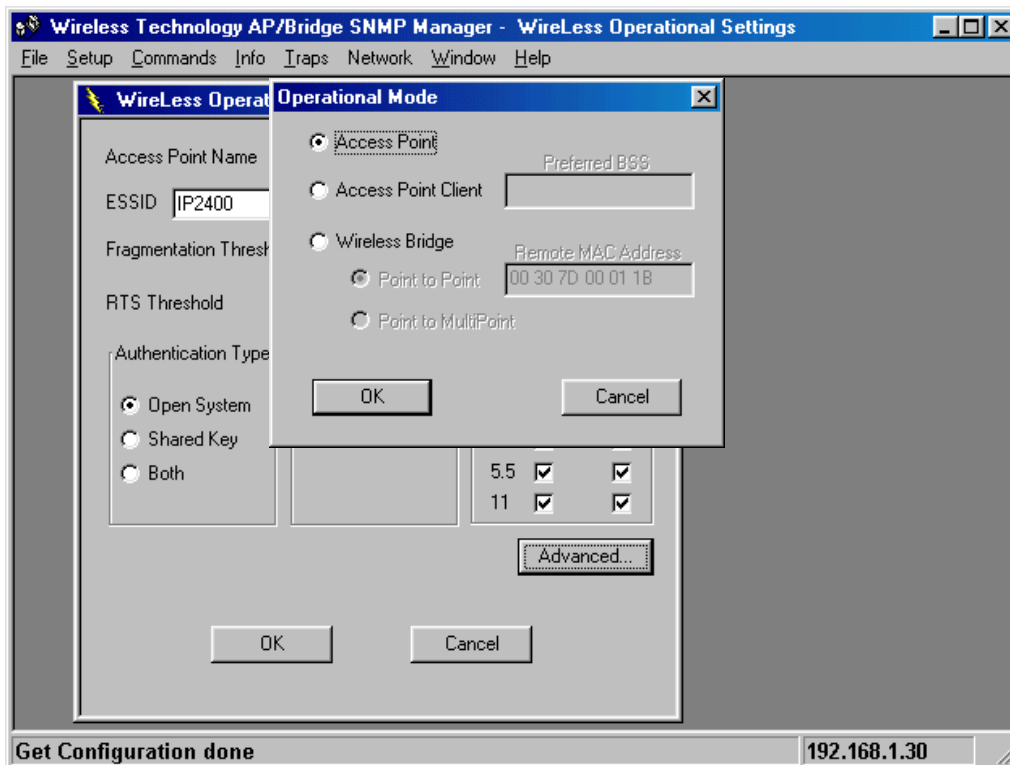 Wireless Technology AP/Bridge SNMP Manager - WireLess Operational Settings
File Setup Commands Info Traps Network Window Help
WireLess Operat
Operational Mode
Access Point Name
ESSID IP2400
Fragmentation Thresh
RTS Threshold
Authentication Type
Open System
Shared Key
Both
Access Point
Preferred BSS
Access Point Client
Wireless Bridge
Remote MAC Address
Point to Point 00 30 7D 00 01 1B
Point to MultiPoint
OK Cancel
5.5
11
Advanced...
OK Cancel
Get Configuration done 192.168.1.30